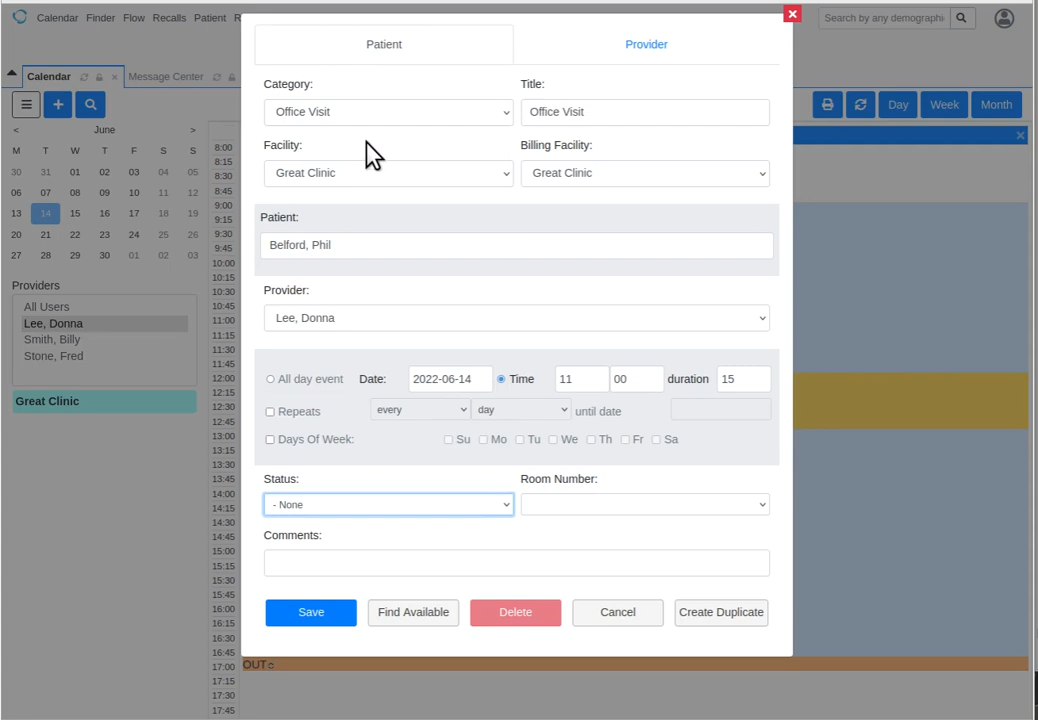 Calendar Finder Flow Recalls Patient R
Search by any demographi
Patient
Provider
Calendar
Message Center
Day
Week
Month
< June >
M T W T F S S
30 31 01 02 03 04 05
06 07 08 09 10 11 12
13 14 15 16 17 18 19
20 21 22 23 24 25 26
27 28 29 30 01 02 03
Providers
All Users
Lee, Donna
Smith, Billy
Stone, Fred
Great Clinic
8:00
8:15
8:30
8:45
9:00
9:15
9:30
9:45
10:00
10:15
10:30
10:45
11:00
11:15
11:30
11:45
12:00
12:15
12:30
12:45
13:00
13:15
13:30
13:45
14:00
14:15
14:30
14:45
15:00
15:15
15:30
15:45
16:00
16:15
16:30
16:45
17:00
17:15
17:30
17:45
OUT
Category:
Title:
Office Visit
Office Visit
Facility:
Billing Facility:
Great Clinic
Great Clinic
Patient:
Belford, Phil
Provider:
Lee, Donna
All day event Date: 2022-06-14 Time 11 00 duration 15
Repeats every day until date
Days Of Week: Su Mo Tu We Th Fr Sa
Status:
Room Number:
- None
Comments:
Save
Find Available
Delete
Cancel
Create Duplicate